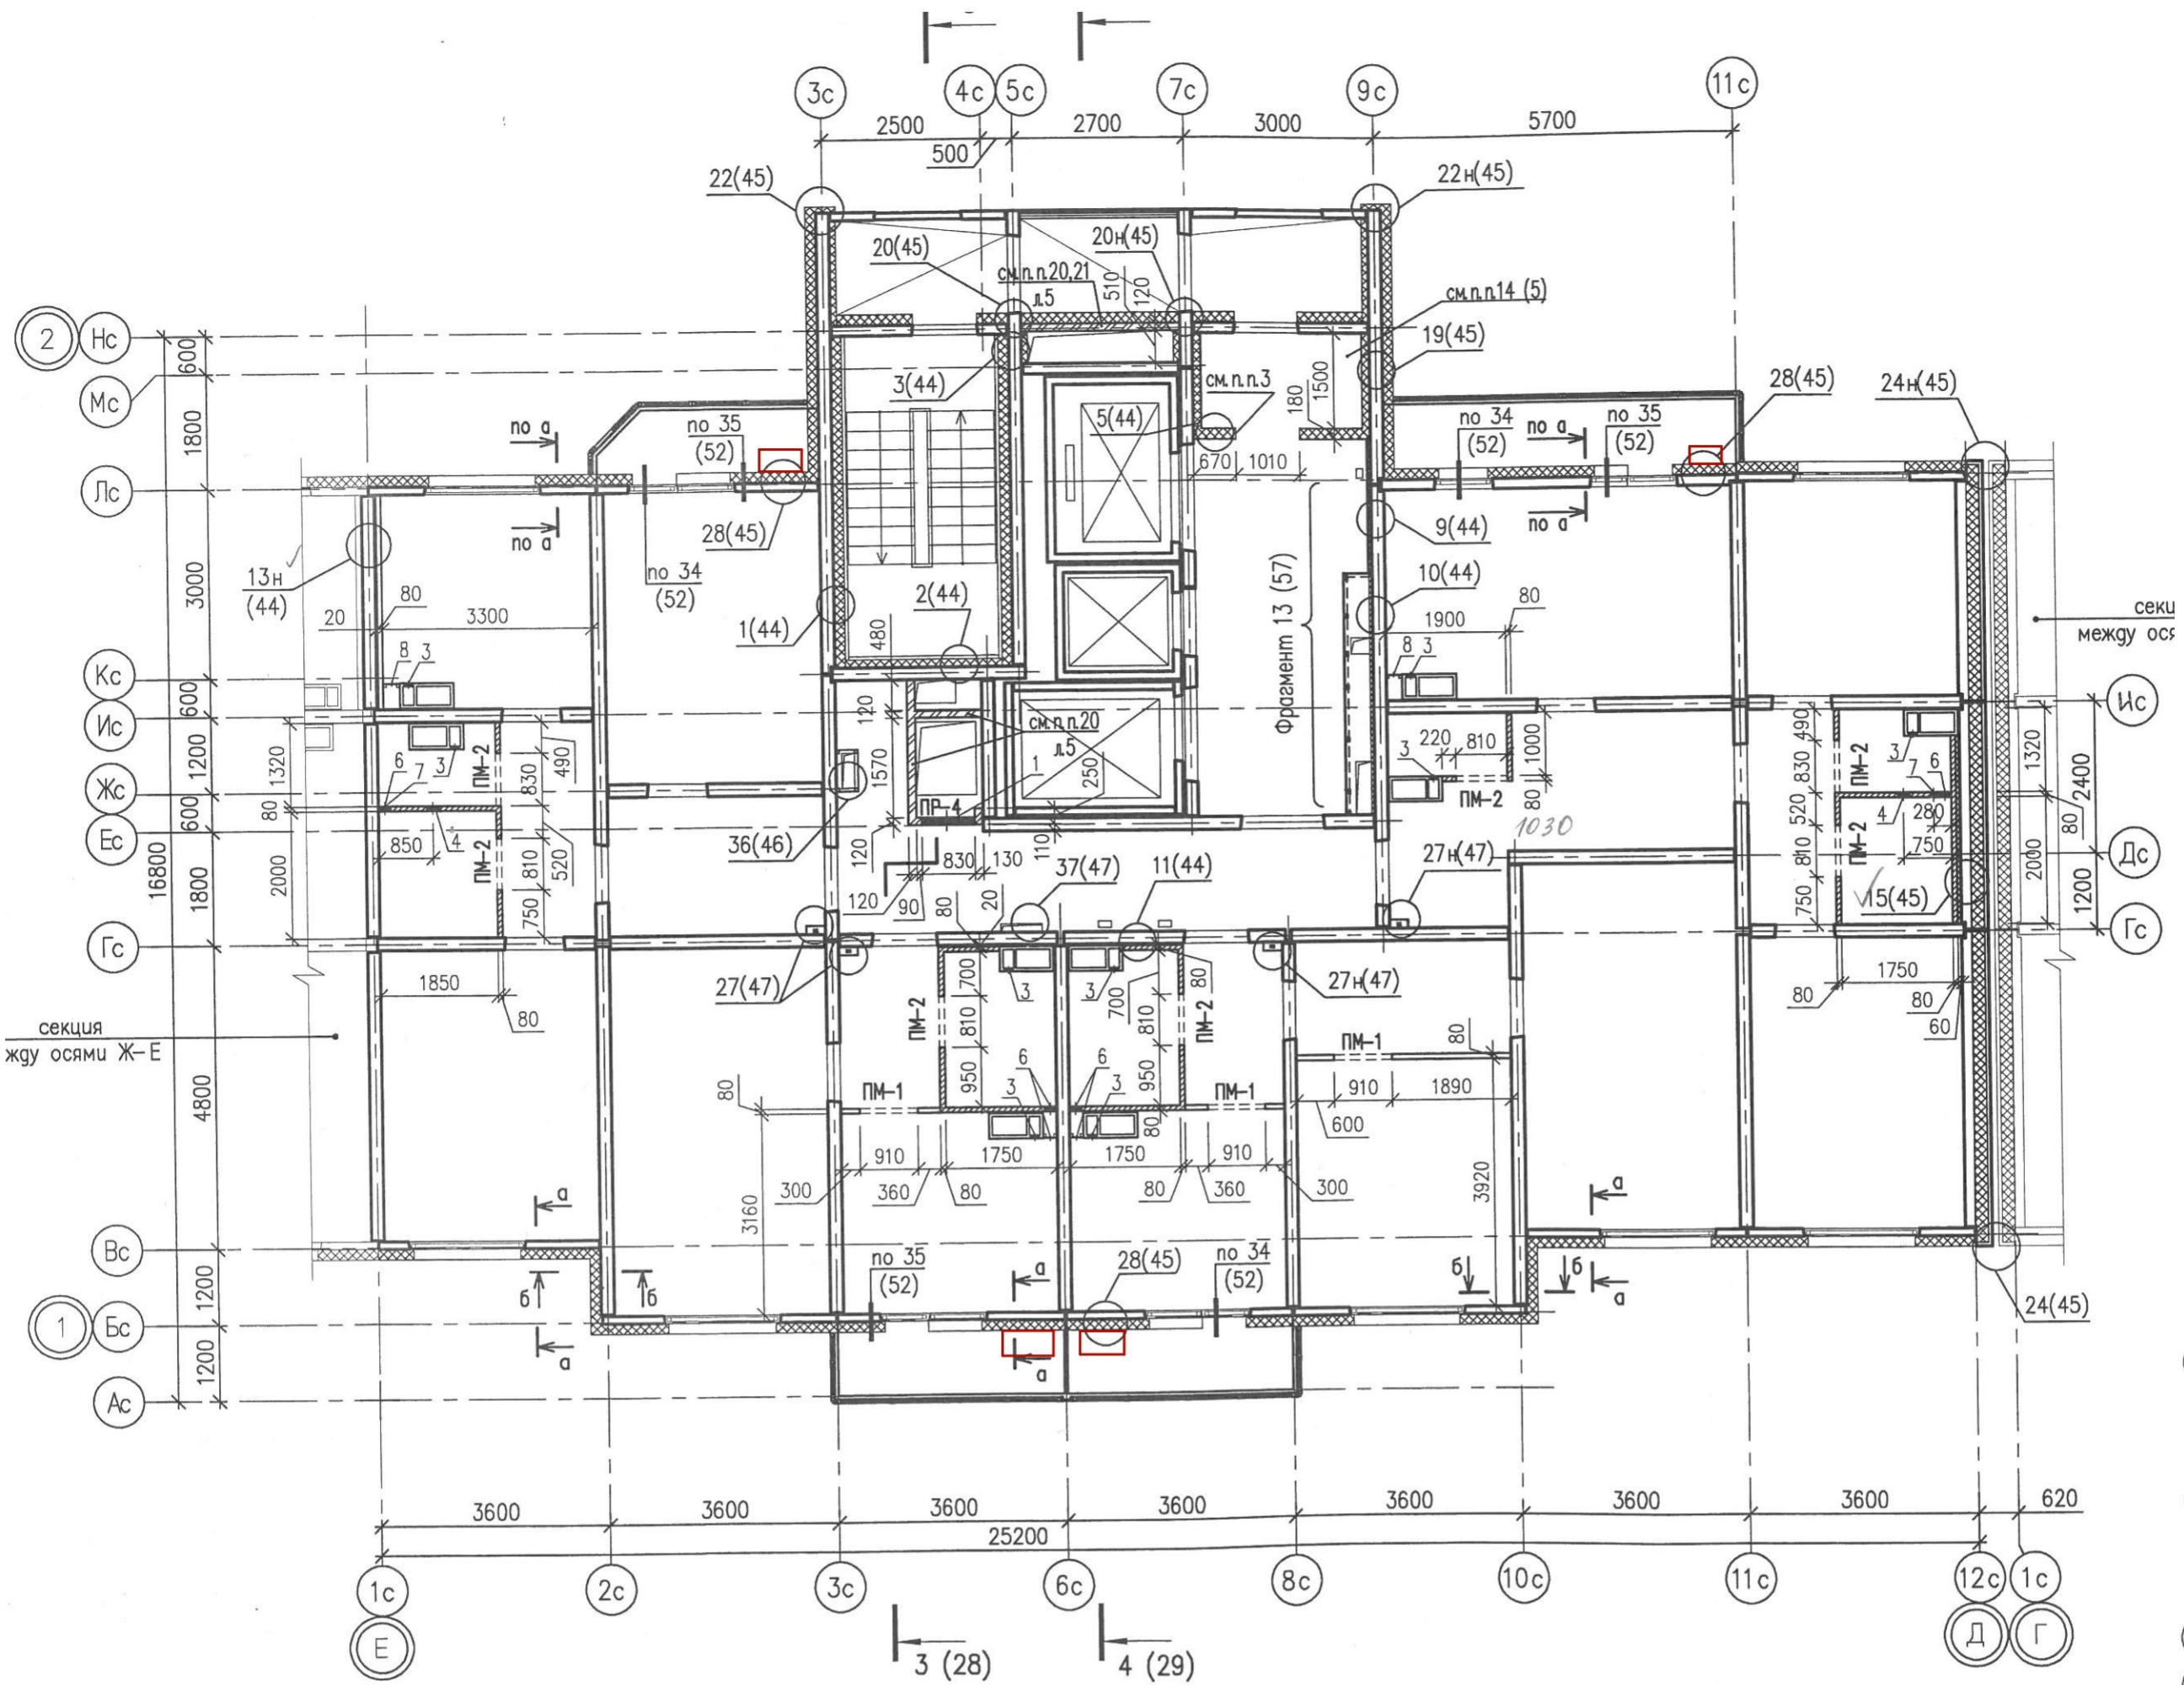 3с 4с 5с 7с 9с 11с
2500 2700 3000 5700
500
22(45) 22н(45)
20(45) 20н(45)
см.п.п.20,21
л.5
510
120
см.п.п.14 (5)
19(45)
2 Нс
600
Мс
3(44)
см.п.п.3
180
1500
28(45)
24н(45)
1800
по а
по 35
(52)
5(44)
по 34
(52)
по а
по 35
(52)
670 1010
Лс
по а
28(45)
по а
9(44)
13н
(44)
80
по 34
(52)
3000
20 3300
1(44)
2(44)
480
Фрагмент 13 (57)
10(44)
1900
80
секц
между ося
Кс
8 3
8 3
600
Ис
120
см.п.п.20
л.5
Ис
1200
1320
6 7 3
ПМ-2
490
830
1570
1
250
3
220 810
1000
490
3
ПМ-2
7 6
830
1320
2400
Жс
ПР-4
ПМ-2
80
1030
80
600
Ес
80
850
4
36(46)
120
110
520
4
280
750
80
16800
2000
ПМ-2
810
520
830 130
27н(47)
ПМ-2
810
2000
Дс
1800
750
120
90
80
20
37(47)
11(44)
750
15(45)
1200
Гс
Гс
1850
80
27(47)
700
3
3
700
80
27н(47)
80
1750
80
60
секция
жду осями Ж-Е
ПМ-2
810
810
ПМ-2
ПМ-1
80
4800
80
950
6
3
6
3
950
ПМ-1
ПМ-1
910 1890
600
80
910 1750 1750 910
300 360 80 80 360 300
3160
3920
а
а
Вс
1200
б б
по 35
(52)
а
28(45)
по 34
(52)
б б
а
24(45)
1 Бс
1200
а
а
Ас
3600 3600 3600 3600 3600 3600 3600 620
25200
1с 2с 3с 6с 8с 10с 11с 12с 1с
Е Д Г
3 (28) 4 (29)